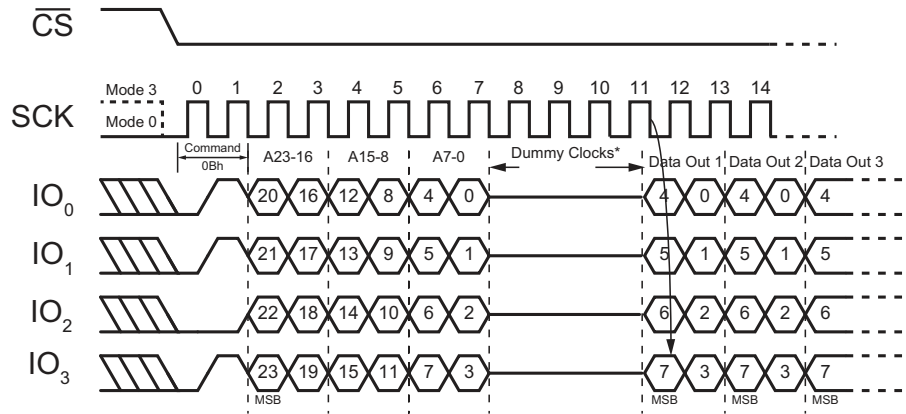 CS
Mode 3
0 1 2 3 4 5 6 7 8 9 10 11 12 13 14
SCK
Mode 0
Command
0Bh
A23-16 A15-8 A7-0 Dummy Clocks* Data Out 1 Data Out 2 Data Out 3
IO0 20 16 12 8 4 0 4 0 4 0 4
IO1 21 17 13 9 5 1 5 1 5 1 5
IO2 22 18 14 10 6 2 6 2 6 2 6
IO3 23 19 15 11 7 3 7 3 7 3 7
MSB MSB MSB MSB